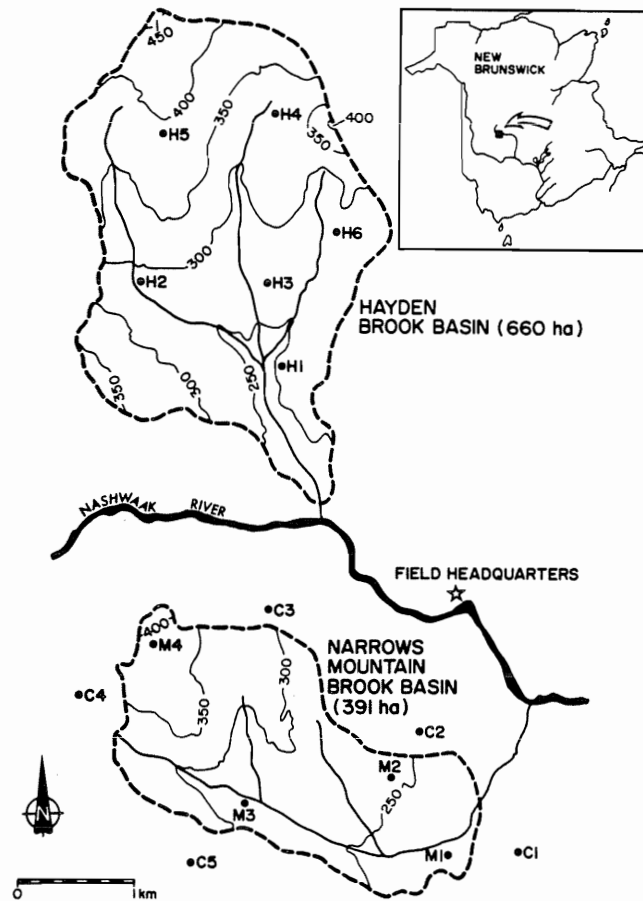 450
400
350
H4
400
350
H5
300
H6
H2
H3
HAYDEN
BROOK BASIN (660 ha)
H1
250
300
350
NEW
BRUNSWICK
NASHWAAK RIVER
FIELD HEADQUARTERS
C3
400
M4
NARROWS
MOUNTAIN
BROOK BASIN
(391 ha)
300
350
C4
C2
M2
250
M3
M1
C1
C5
N
0 1 km